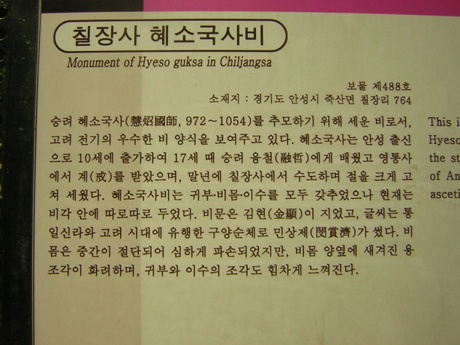 칠장사 혜소국사비
Monument of Hyeso guksa in Chiljangsa
보물 제488호
소재지 : 경기도 안성시 죽산면 칠장리 764
승려 혜소국사(慧炤國師, 972~1054)를 추모하기 위해 세운 비로서,
고려 전기의 우수한 비 양식을 보여주고 있다. 혜소국사는 안성 출신
으로 10세에 출가하여 17세 때 승려 융철(融哲)에게 배웠고 영통사
에서 계(戒)를 받았으며, 말년에 칠장사에서 수도하며 절을 크게 고
쳐 세웠다. 혜소국사비는 귀부·비몸·이수를 모두 갖추었으나 현재는
비각 안에 따로따로 두었다. 비문은 김현(金顯)이 지었고, 글씨는 통
일신라와 고려 시대에 유행한 구양순체로 민상제(閔賞濟)가 썼다. 비
몸은 중간이 절단되어 심하게 파손되었지만, 비몸 양옆에 새겨진 용
조각이 화려하며, 귀부와 이수의 조각도 힘차게 느껴진다.
This i
Hyeso
the st
of An
asceti